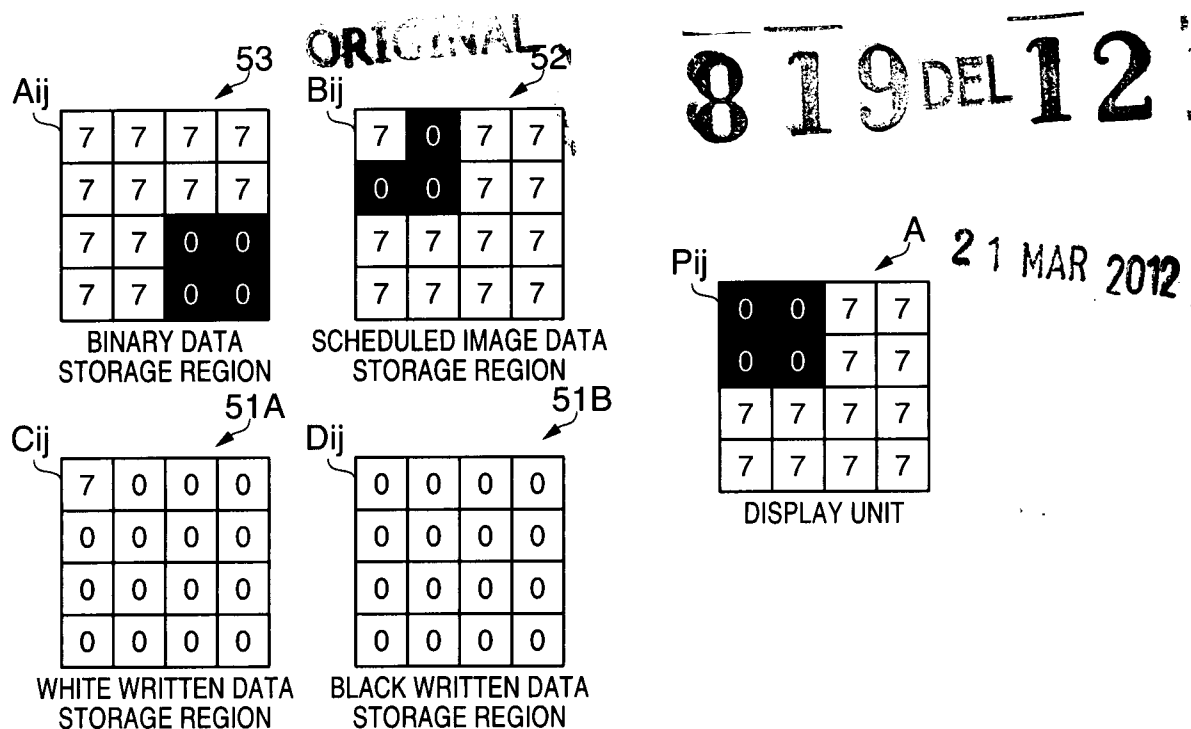 ORIGINAL
819DEL12
21 MAR 2012
53
Aij
7 7 7 7
7 7 7 7
7 7 0 0
7 7 0 0
BINARY DATA
STORAGE REGION
52
Bij
7 0 7 7
0 0 7 7
7 7 7 7
7 7 7 7
SCHEDULED IMAGE DATA
STORAGE REGION
A
Pij
0 0 7 7
0 0 7 7
7 7 7 7
7 7 7 7
DISPLAY UNIT
51A
Cij
7 0 0 0
0 0 0 0
0 0 0 0
0 0 0 0
WHITE WRITTEN DATA
STORAGE REGION
51B
Dij
0 0 0 0
0 0 0 0
0 0 0 0
0 0 0 0
BLACK WRITTEN DATA
STORAGE REGION